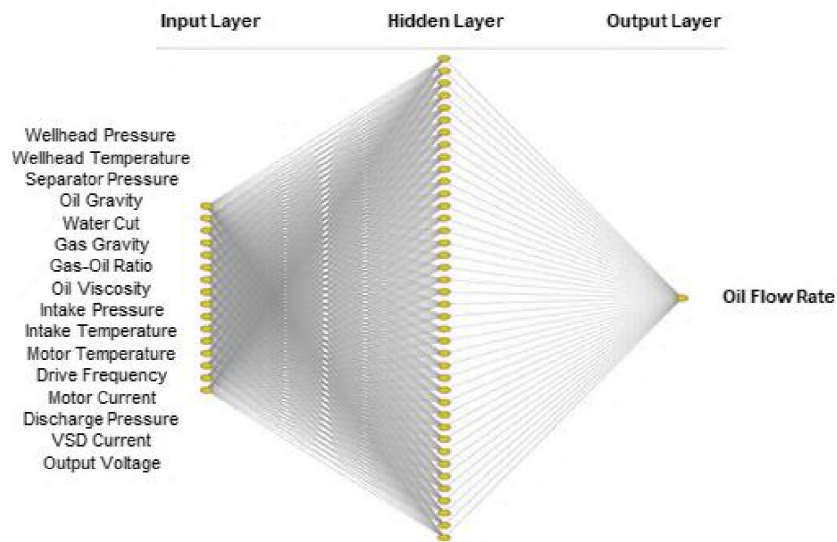 Input Layer Hidden Layer Output Layer
Wellhead Pressure
Wellhead Temperature
Separator Pressure
Oil Gravity
Water Cut
Gas Gravity
Gas-Oil Ratio
Oil Viscosity
Intake Pressure
Intake Temperature
Motor Temperature
Drive Frequency
Motor Current
Discharge Pressure
VSD Current
Output Voltage
Oil Flow Rate